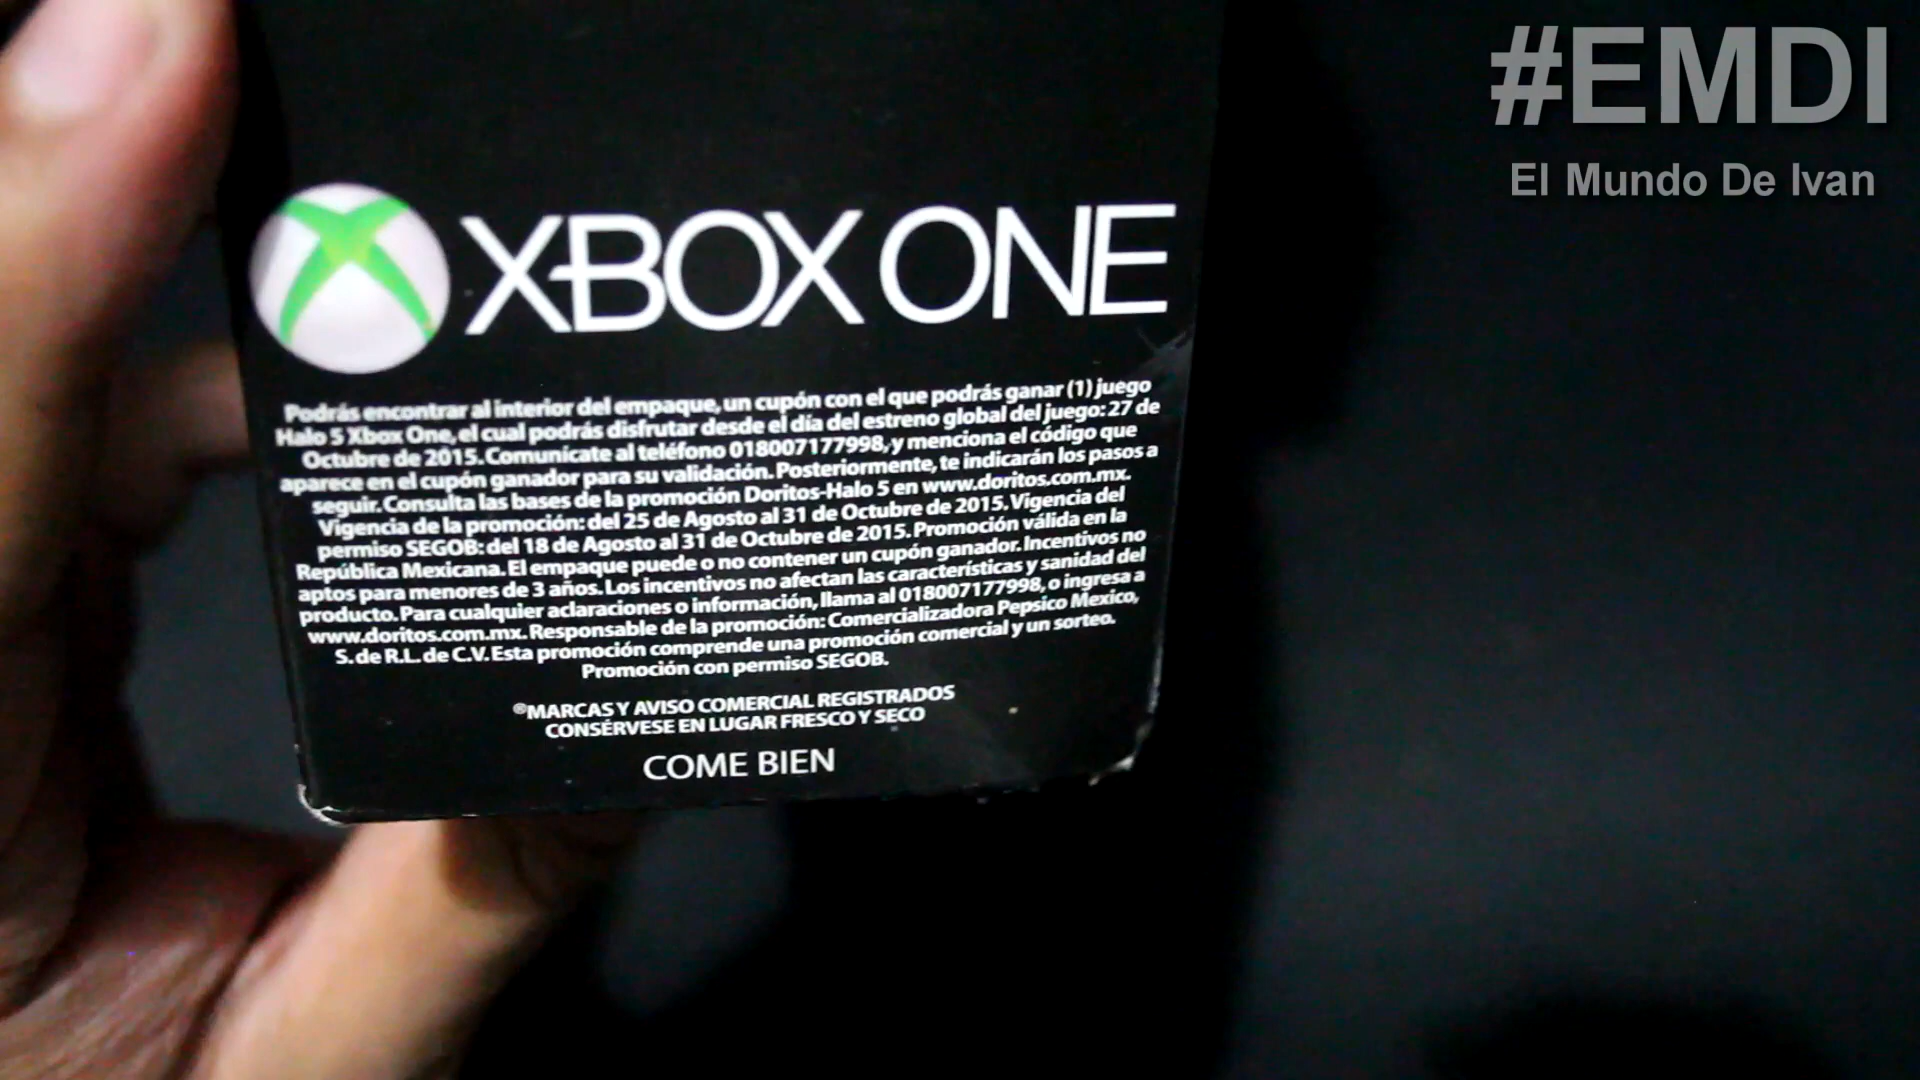 #EMDI
El Mundo De Ivan
XBOX ONE
Podrás encontrar al interior del empaque, un cupón con el que podrás ganar (1) juego
Halo 5 Xbox One, el cual podrás disfrutar desde el día del estreno global del juego: 27 de
Octubre de 2015. Comunícate al teléfono 018007177998, y menciona el código que
aparece en el cupón ganador para su validación. Posteriormente, te indicarán los pasos a
seguir. Consulta las bases de la promoción Doritos-Halo 5 en www.doritos.com.mx.
Vigencia de la promoción: del 25 de Agosto al 31 de Octubre de 2015. Vigencia del
permiso SEGOB: del 18 de Agosto al 31 de Octubre de 2015. Promoción válida en la
República Mexicana. El empaque puede o no contener un cupón ganador. Incentivos no
aptos para menores de 3 años. Los incentivos no afectan las características y sanidad del
producto. Para cualquier aclaraciones o información, llama al 018007177998, o ingresa a
www.doritos.com.mx. Responsable de la promoción: Comercializadora Pepsico Mexico,
S. de R.L. de C.V. Esta promoción comprende una promoción comercial y un sorteo.
Promoción con permiso SEGOB.
®MARCAS Y AVISO COMERCIAL REGISTRADOS
CONSÉRVESE EN LUGAR FRESCO Y SECO
COME BIEN